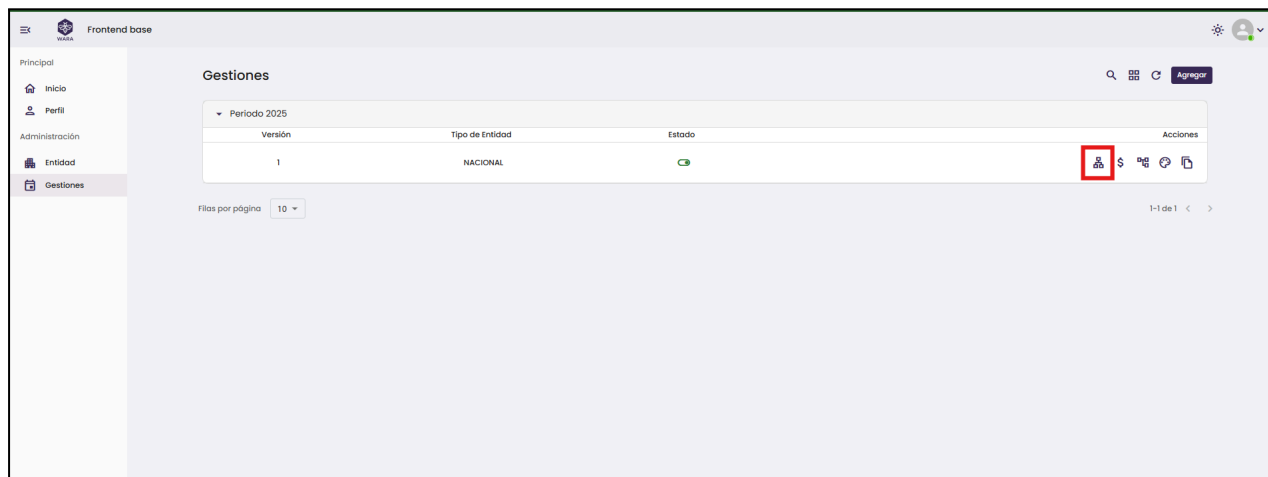 WARA
Frontend base
Principal
Inicio
Perfil
Administración
Entidad
Gestiones
Gestiones
Agregar
Periodo 2025
Versión Tipo de Entidad Estado Acciones
1 NACIONAL
Filas por página 10
1-1 de 1